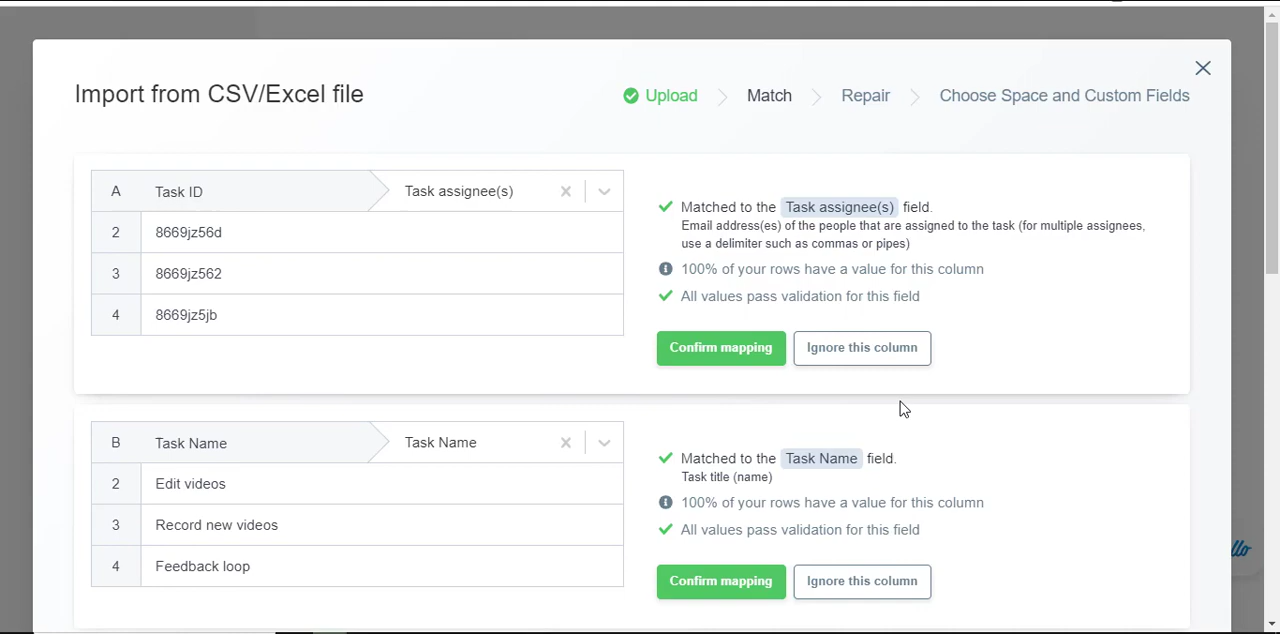 Import from CSV/Excel file
Upload
Match
Repair
Choose Space and Custom Fields
A Task ID Task assignee(s)
2 8669jz56d
3 8669jz562
4 8669jz5jb
Matched to the Task assignee(s) field.
Email address(es) of the people that are assigned to the task (for multiple assignees,
use a delimiter such as commas or pipes)
100% of your rows have a value for this column
All values pass validation for this field
Confirm mapping
Ignore this column
B Task Name Task Name
2 Edit videos
3 Record new videos
4 Feedback loop
Matched to the Task Name field.
Task title (name)
100% of your rows have a value for this column
All values pass validation for this field
Confirm mapping
Ignore this column